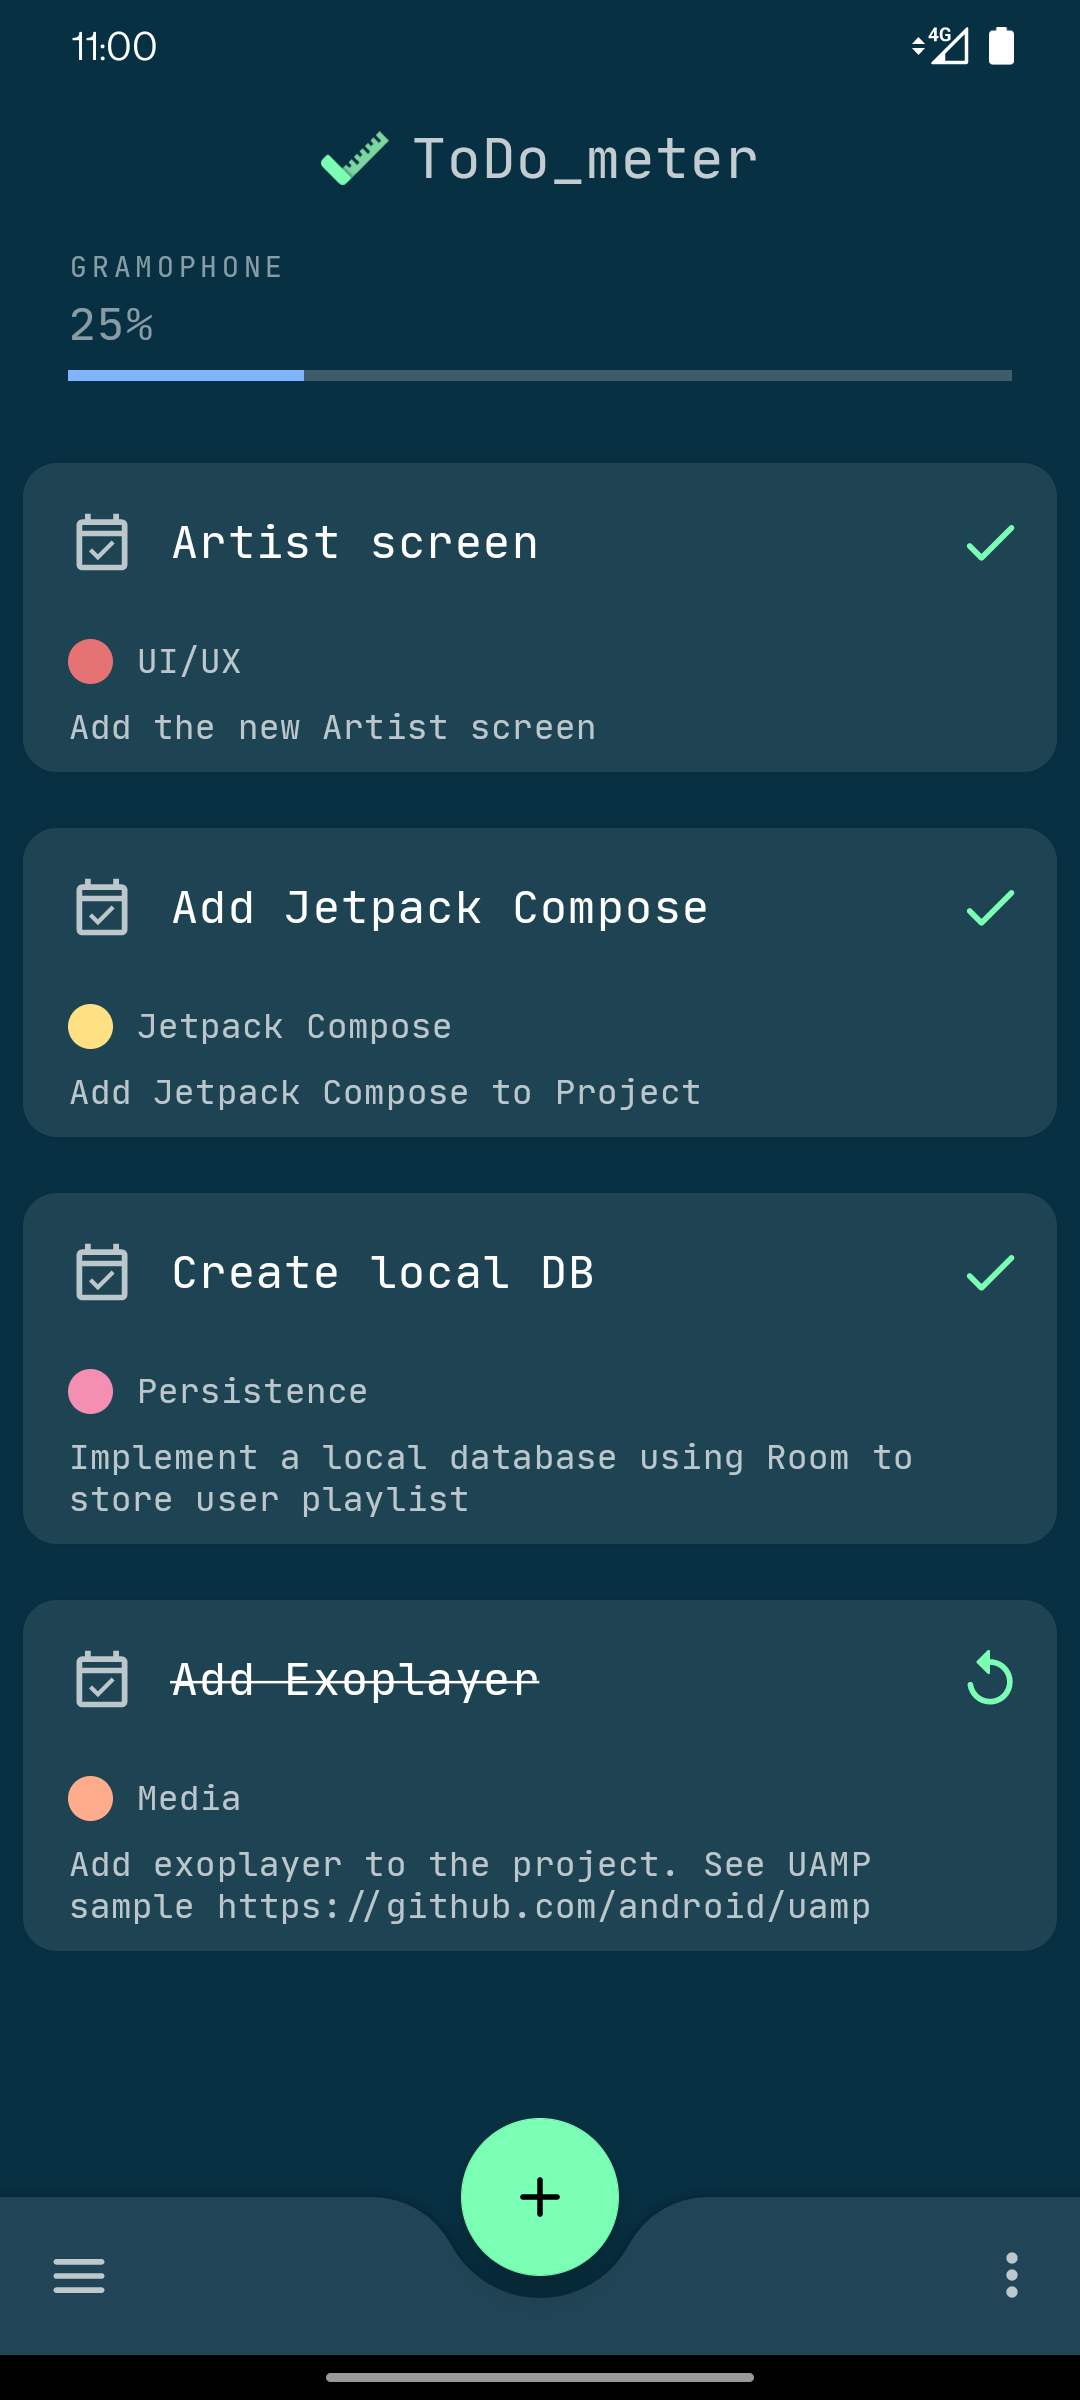 11:00
4G
ToDo_meter
GRAMOPHONE
25%
Artist screen
UI/UX
Add the new Artist screen
Add Jetpack Compose
Jetpack Compose
Add Jetpack Compose to Project
Create local DB
Persistence
Implement a local database using Room to
store user playlist
Add Exoplayer
Media
Add exoplayer to the project. See UAMP
sample https://github.com/android/uamp